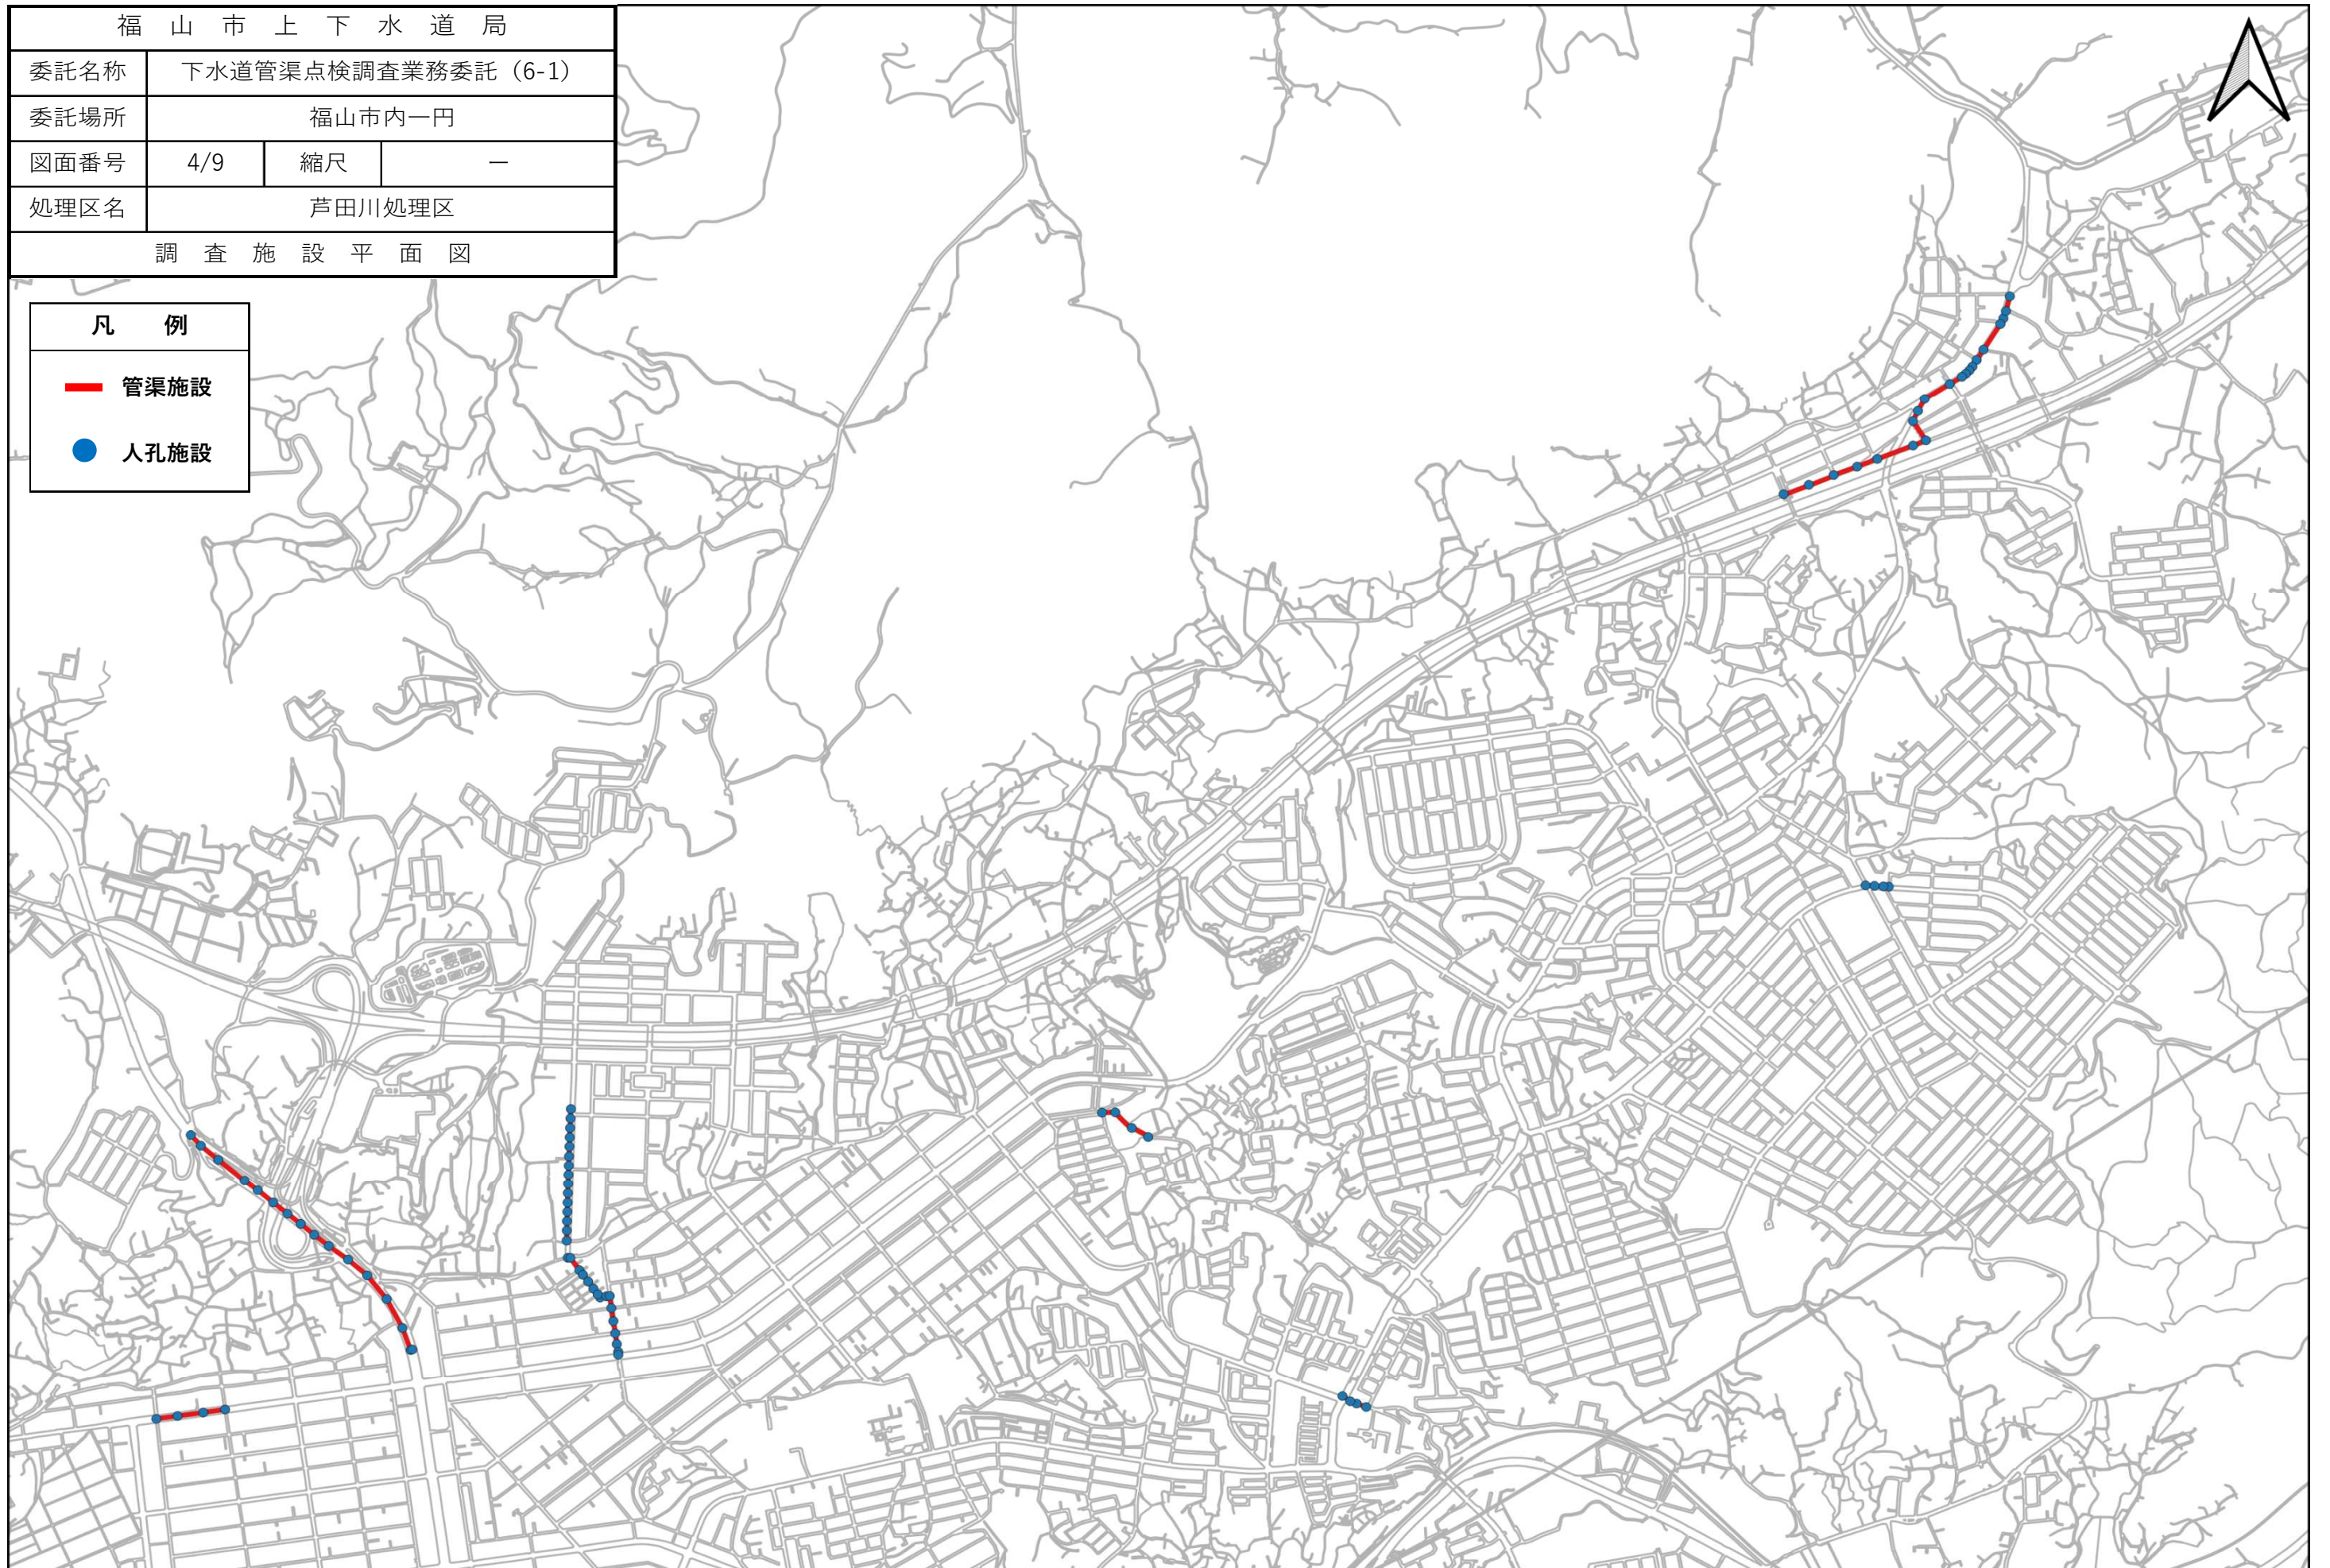 福山市上下水道局
委託名称 下水道管渠点検調査業務委託（6-1）
委託場所 福山市内一円
図面番号 4/9 縮尺 －
処理区名 芦田川処理区
調査施設平面図
凡例
管渠施設
人孔施設